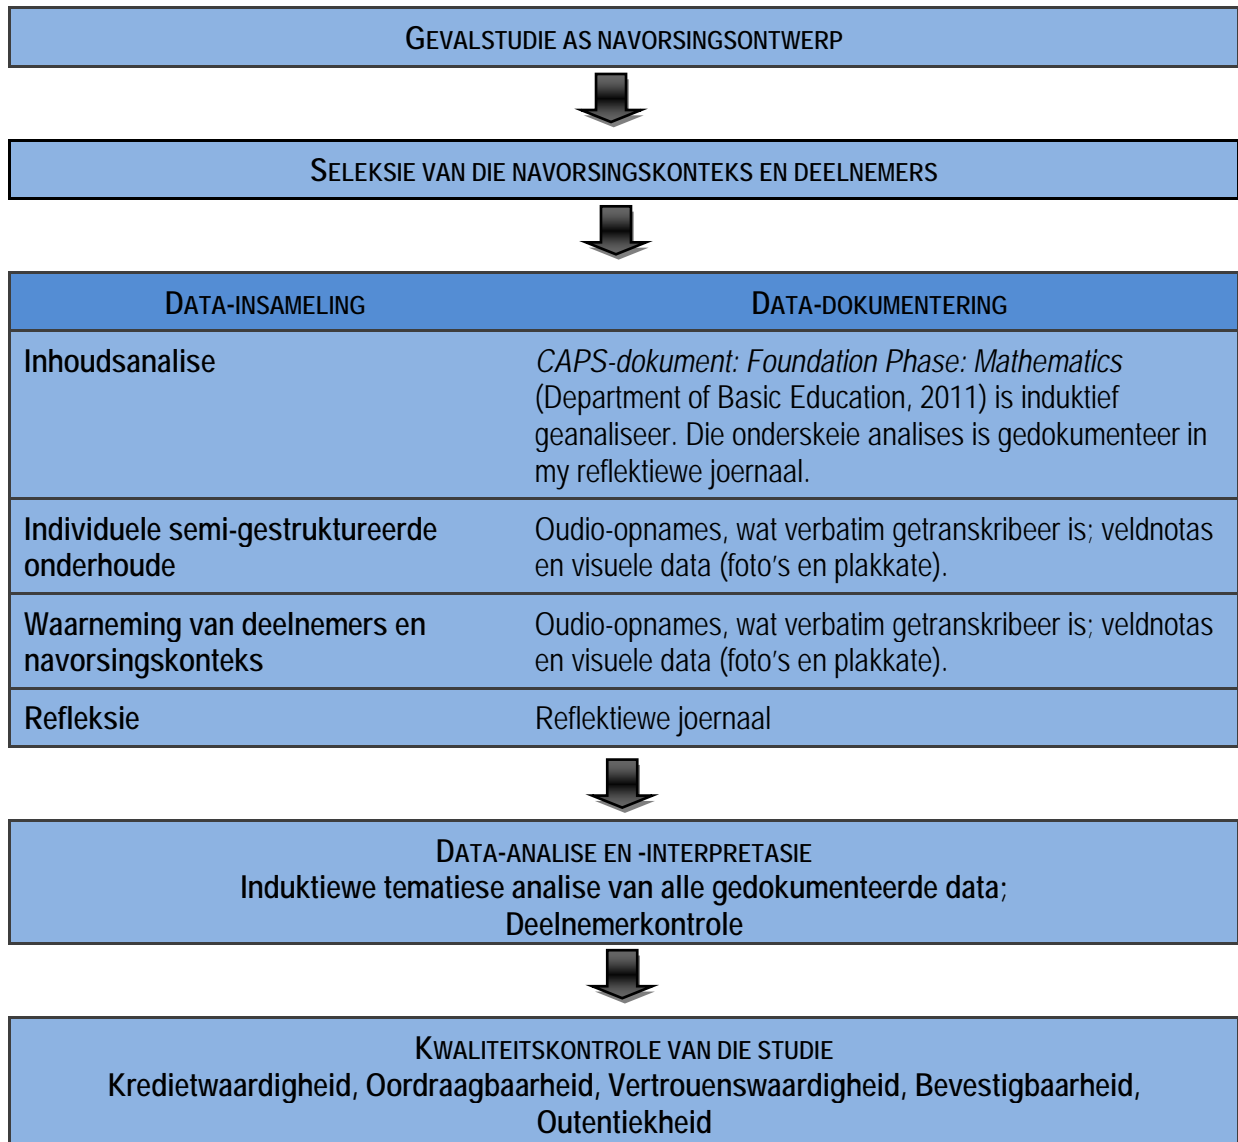 GEVALSTUDIE AS NAVORSINGSONTWERP
SELEKSIE VAN DIE NAVORSINGSKONTEKS EN DEELNEMERS
DATA-INSAMELING
DATA-DOKUMENTERING
Inhoudsanalise
CAPS-dokument: Foundation Phase: Mathematics
(Department of Basic Education, 2011) is induktief
geanaliseer. Die onderskeie analises is gedokumenteer in
my reflektiewe joernaal.
Individuele semi-gestruktureerde
onderhoude
Oudio-opnames, wat verbatim getranskribeer is; veldnotas
en visuele data (foto's en plakkate).
Waarneming van deelnemers en
navorsingskonteks
Oudio-opnames, wat verbatim getranskribeer is; veldnotas
en visuele data (foto's en plakkate).
Refleksie
Reflektiewe joernaal
DATA-ANALISE EN -INTERPRETASIE
Induktiewe tematiese analise van alle gedokumenteerde data;
Deelnemerkontrole
KWALITEITSKONTROLE VAN DIE STUDIE
Kredietwaardigheid, Oordraagbaarheid, Vertrouenswaardigheid, Bevestigbaarheid,
Outentiekheid